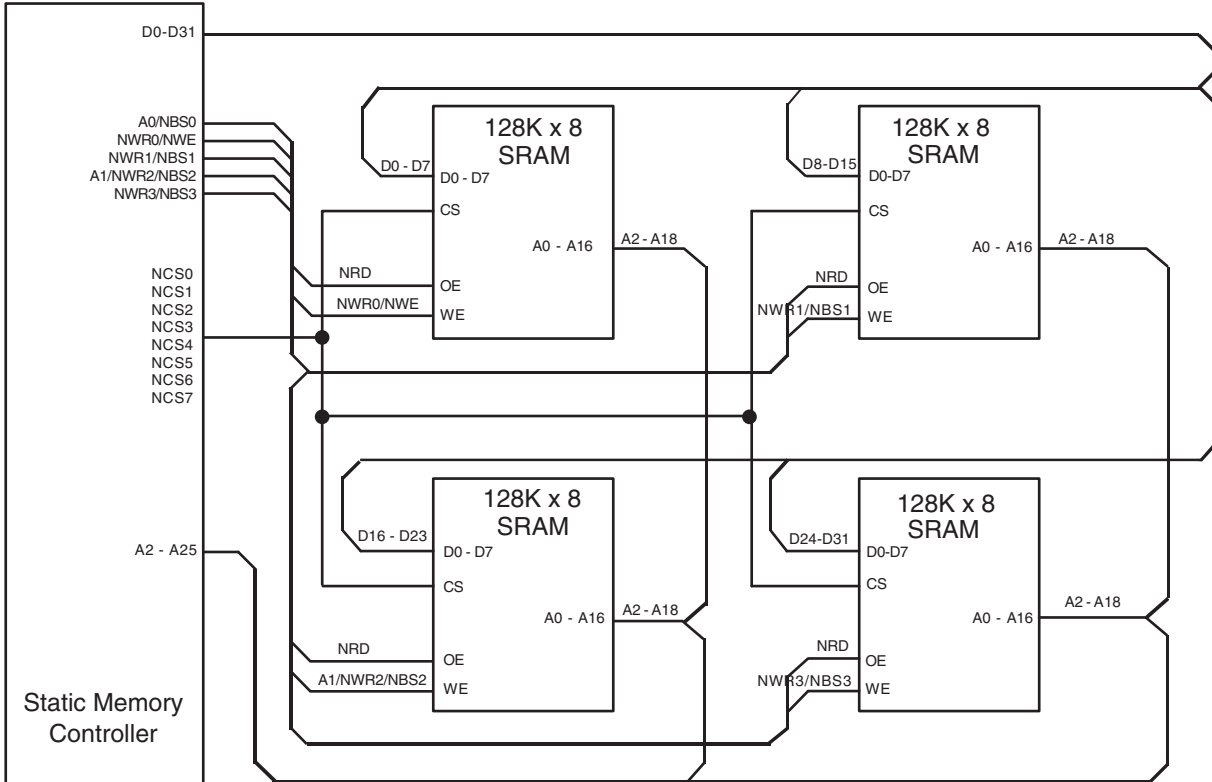 D0-D31
A0/NBS0
NWR0/NWE
NWR1/NBS1
A1/NWR2/NBS2
NWR3/NBS3
NCS0
NCS1
NCS2
NCS3
NCS4
NCS5
NCS6
NCS7
A2 - A25
Static Memory
Controller
128K x 8
SRAM
D0 - D7
D0 - D7
CS
A0 - A16
A2 - A18
NRD
OE
NWR0/NWE
WE
128K x 8
SRAM
D8-D15
D0-D7
CS
A0 - A16
A2 - A18
NRD
OE
NWR1/NBS1
WE
128K x 8
SRAM
D16 - D23
D0 - D7
CS
A0 - A16
A2 - A18
NRD
OE
A1/NWR2/NBS2
WE
128K x 8
SRAM
D24-D31
D0-D7
CS
A0 - A16
A2 - A18
NRD
OE
NWR3/NBS3
WE